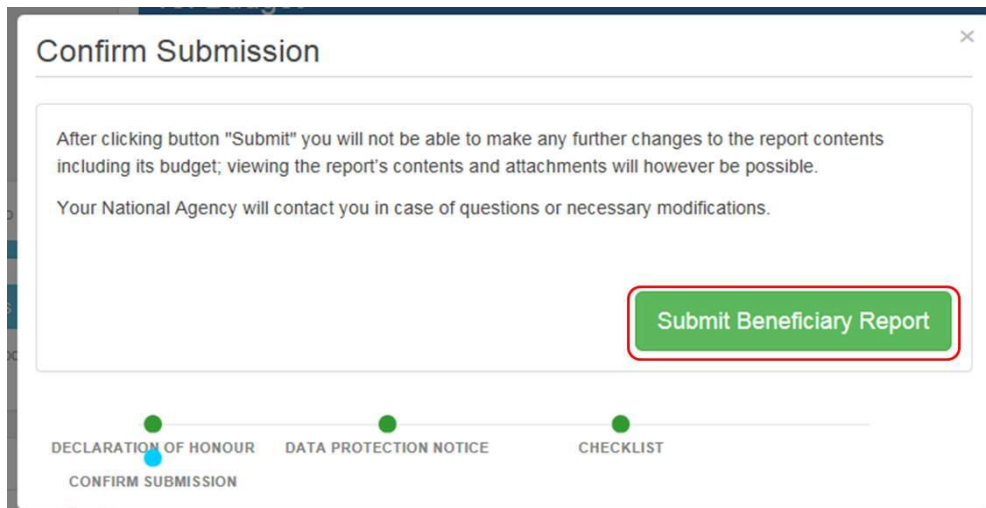 Confirm Submission
×
After clicking button "Submit" you will not be able to make any further changes to the report contents
including its budget; viewing the report's contents and attachments will however be possible.
Your National Agency will contact you in case of questions or necessary modifications.
Submit Beneficiary Report
DECLARATION OF HONOUR DATA PROTECTION NOTICE CHECKLIST
CONFIRM SUBMISSION